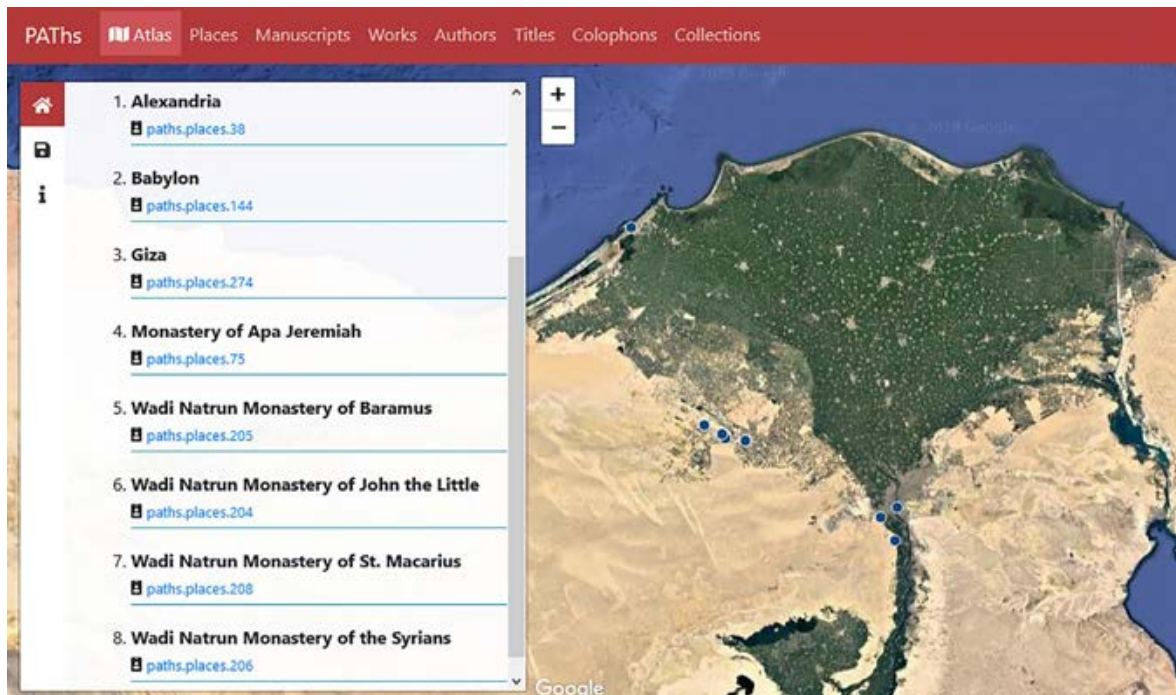 PAThs Atlas Places Manuscripts Works Authors Titles Colophons Collections
1. Alexandria
paths.places.38
2. Babylon
paths.places.144
3. Giza
paths.places.274
4. Monastery of Apa Jeremiah
paths.places.75
5. Wadi Natrun Monastery of Baramus
paths.places.205
6. Wadi Natrun Monastery of John the Little
paths.places.204
7. Wadi Natrun Monastery of St. Macarius
paths.places.208
8. Wadi Natrun Monastery of the Syrians
paths.places.206
+
−
Google